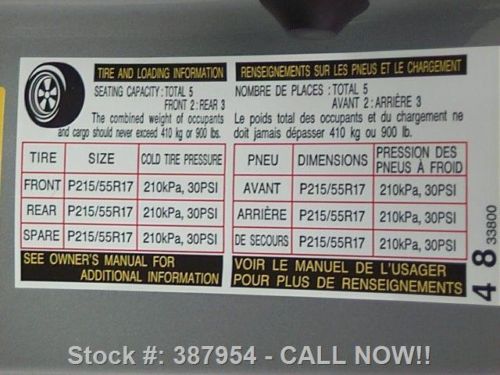 TIRE AND LOADING INFORMATION
SEATING CAPACITY: TOTAL 5
FRONT 2: REAR 3
The combined weight of occupants
and cargo should never exceed 410 kg or 900 lb.
TIRE SIZE COLD TIRE PRESSURE
FRONT P215/55R17 210kPa, 30PSI
REAR P215/55R17 210kPa, 30PSI
SPARE P215/55R17 210kPa, 30PSI
SEE OWNER'S MANUAL FOR
ADDITIONAL INFORMATION
RENSEIGNEMENTS SUR LES PNEUS ET LE CHARGEMENT
NOMBRE DE PLACES : TOTAL 5
AVANT 2 : ARRIÈRE 3
Le poids total des occupants et du chargement ne
doit jamais dépasser 410 kg ou 900 lb.
PNEU DIMENSIONS PRESSION DES
PNEUS À FROID
AVANT P215/55R17 210kPa, 30PSI
ARRIÈRE P215/55R17 210kPa, 30PSI
DE SECOURS P215/55R17 210kPa, 30PSI
VOIR LE MANUEL DE L'USAGER
POUR PLUS DE RENSEIGNEMENTS
48 33800
Stock #: 387954 - CALL NOW!!